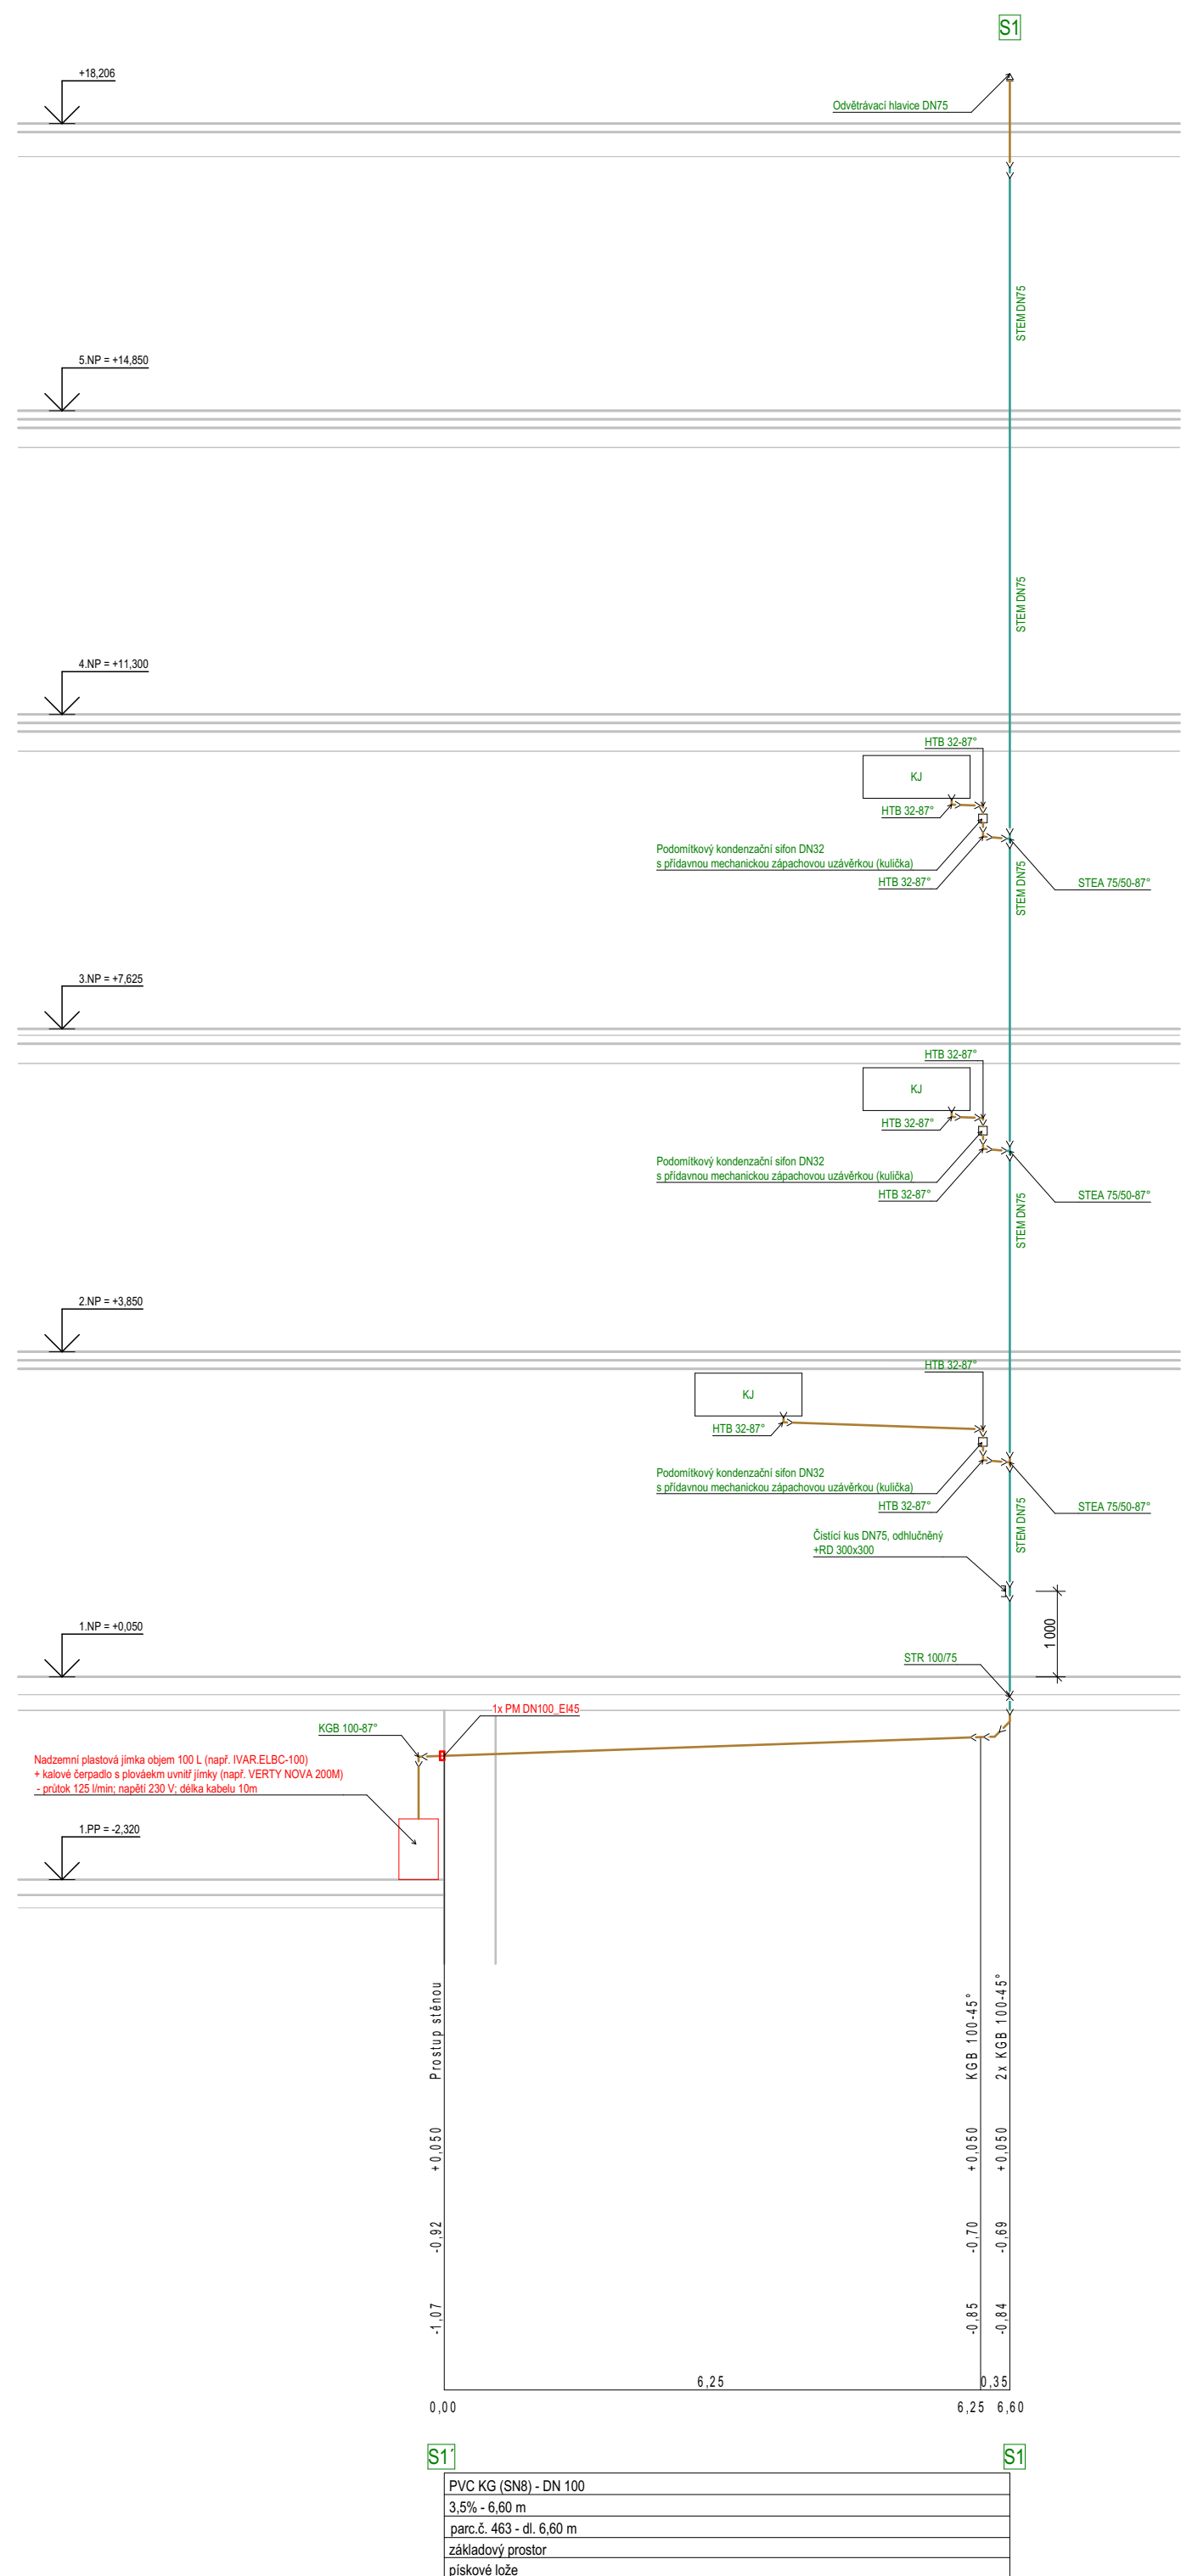 S1
+18,206
Odvětrávací hlavice DN75
STEM DN75
5.NP = +14,850
STEM DN75
4.NP = +11,300
HTB 32-87°
KJ
HTB 32-87°
Podomítkový kondenzační sifon DN32
s přídavnou mechanickou zápachovou uzávěrkou (kulička)
HTB 32-87°
STEA 75/50-87°
STEM DN75
3.NP = +7,625
HTB 32-87°
KJ
HTB 32-87°
Podomítkový kondenzační sifon DN32
s přídavnou mechanickou zápachovou uzávěrkou (kulička)
HTB 32-87°
STEA 75/50-87°
STEM DN75
2.NP = +3,850
HTB 32-87°
KJ
HTB 32-87°
Podomítkový kondenzační sifon DN32
s přídavnou mechanickou zápachovou uzávěrkou (kulička)
HTB 32-87°
STEA 75/50-87°
STEM DN75
Čistící kus DN75, odhlučněný
+RD 300x300
1 000
1.NP = +0,050
STR 100/75
1x PM DN100_EI45
KGB 100-87°
Nadzemní plastová jímka objem 100 L (např. IVAR.ELBC-100)
+ kalové čerpadlo s plovákem uvnitř jímky (např. VERTY NOVA 200M)
- průtok 125 l/min; napětí 230 V; délka kabelu 10m
1.PP = -2,320
Prostup stěnou
KGB 100-45°
2x KGB 100-45°
+0,050
+0,050
+0,050
-0,92
-0,70
-0,69
-1,07
-0,85
-0,84
6,25
0,35
0,00
6,25
6,60
S1´
S1
PVC KG (SN8) - DN 100
3,5% - 6,60 m
parc.č. 463 - dl. 6,60 m
základový prostor
pískové lože